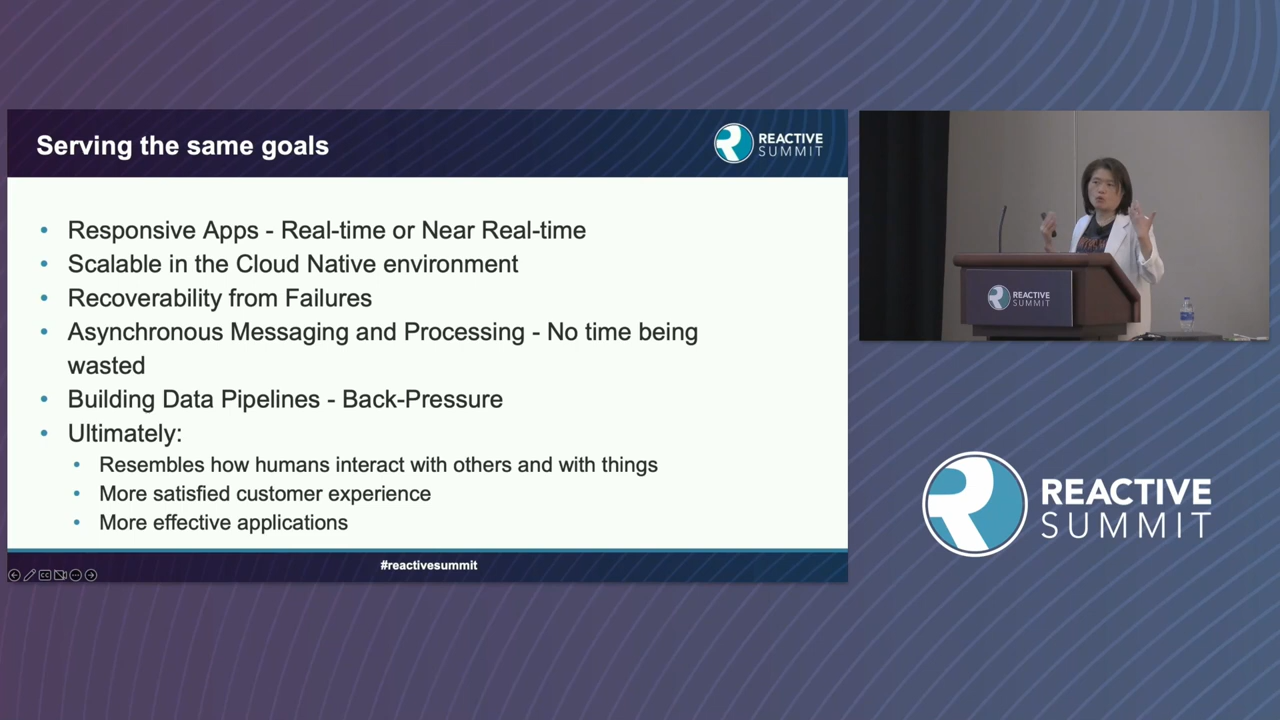 Serving the same goals
REACTIVE
SUMMIT
• Responsive Apps - Real-time or Near Real-time
• Scalable in the Cloud Native environment
• Recoverability from Failures
• Asynchronous Messaging and Processing - No time being
wasted
• Building Data Pipelines - Back-Pressure
• Ultimately:
• Resembles how humans interact with others and with things
• More satisfied customer experience
• More effective applications
#reactivesummit
REACTIVE
SUMMIT
REACTIVE
SUMMIT